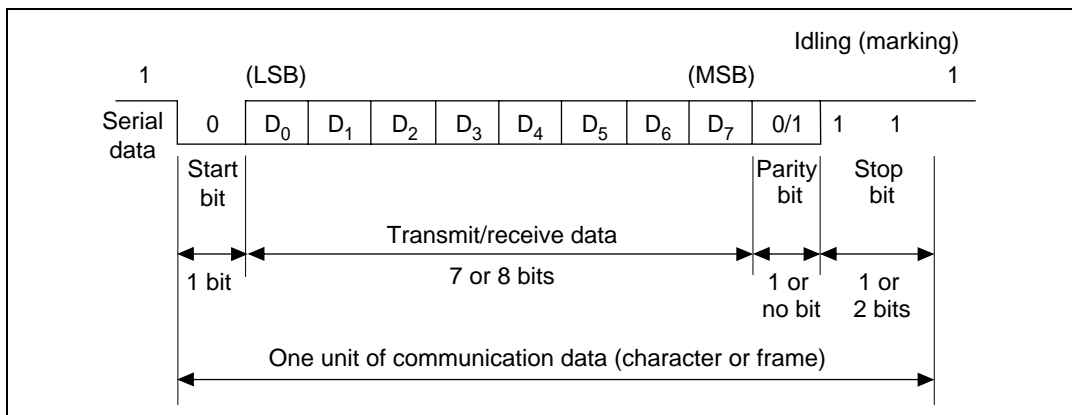 Idling (marking)
1 (LSB) (MSB) 1
Serial data 0 D0 D1 D2 D3 D4 D5 D6 D7 0/1 1 1
Start bit Parity bit Stop bit
Transmit/receive data
1 bit 7 or 8 bits 1 or no bit 1 or 2 bits
One unit of communication data (character or frame)